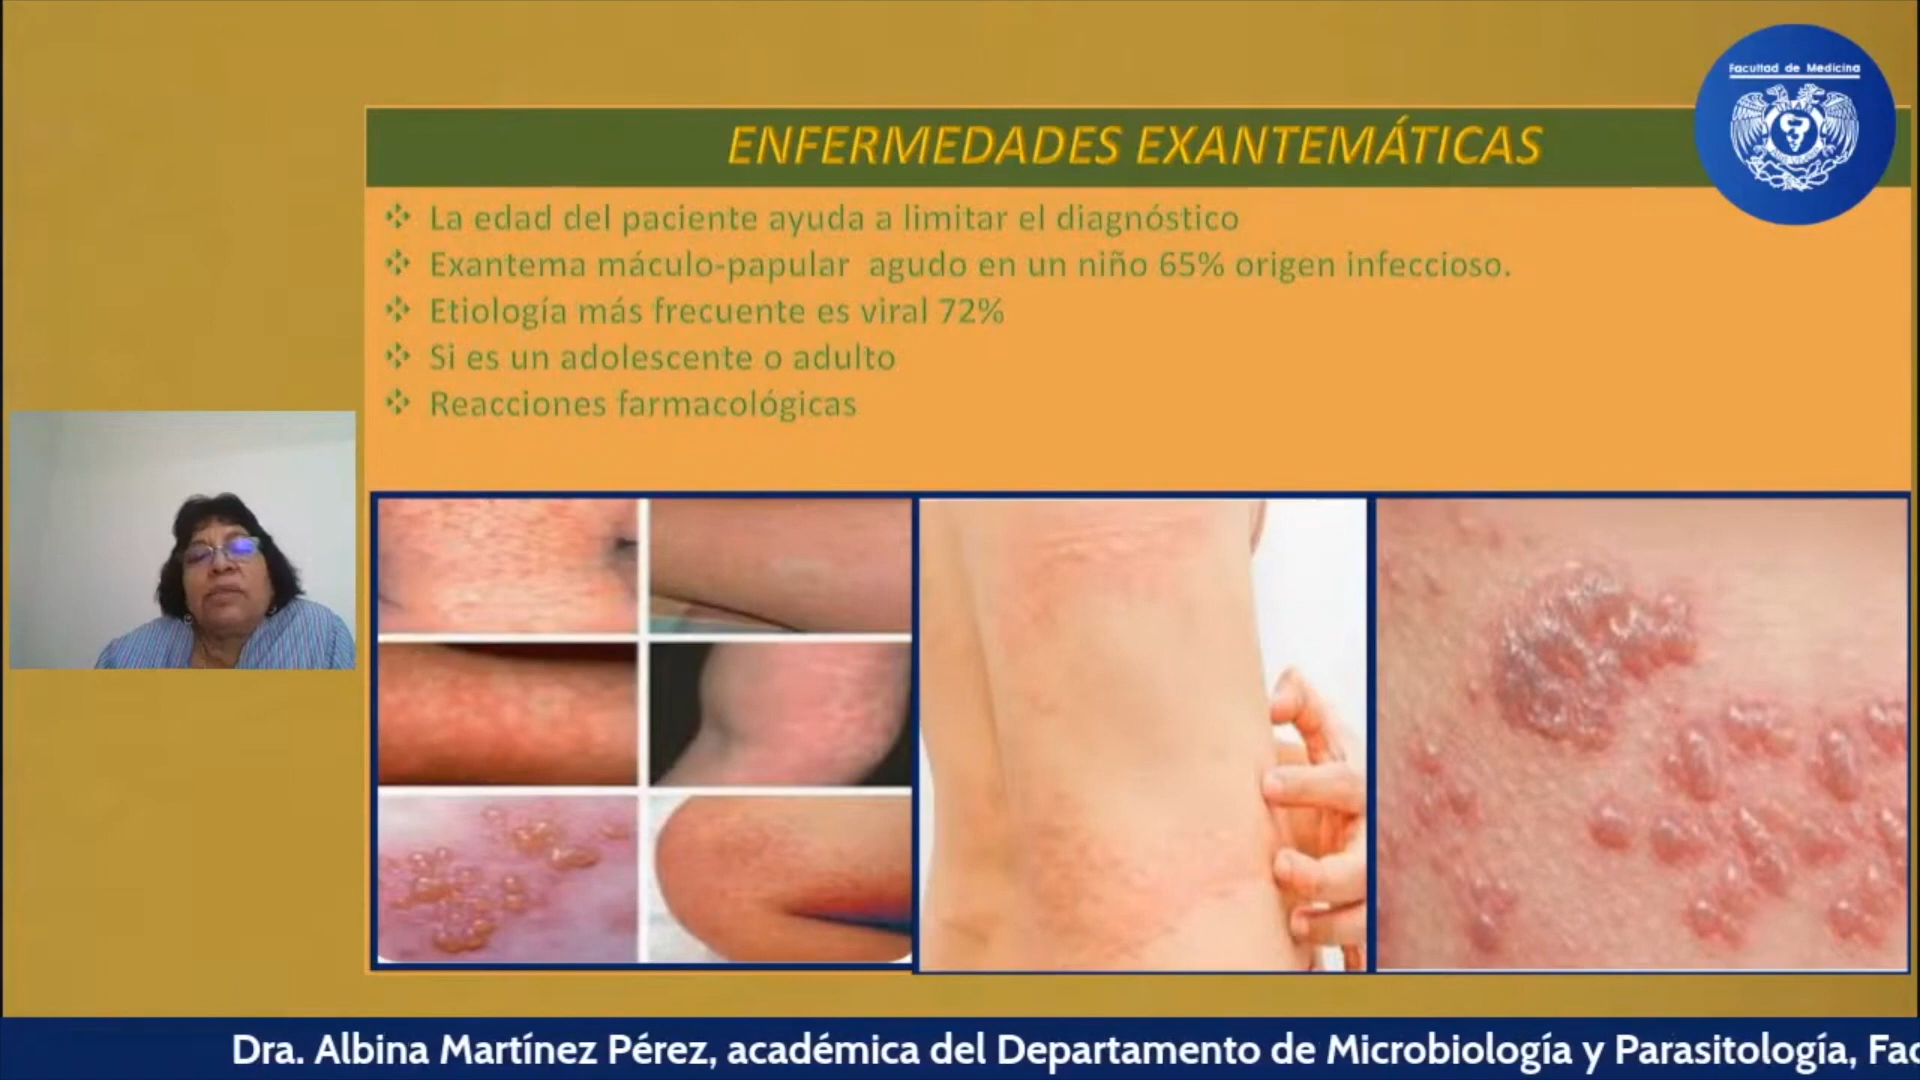 Facultad de Medicina
ENFERMEDADES EXANTEMÁTICAS
La edad del paciente ayuda a limitar el diagnóstico
Exantema máculo-papular agudo en un niño 65% origen infeccioso.
Etiología más frecuente es viral 72%
Si es un adolescente o adulto
Reacciones farmacológicas
Dra. Albina Martínez Pérez, académica del Departamento de Microbiología y Parasitología, Fac